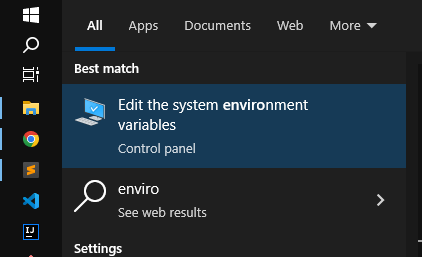 All Apps Documents Web More
Best match
Edit the system environment
variables
Control panel
enviro
See web results
Settings
IJ